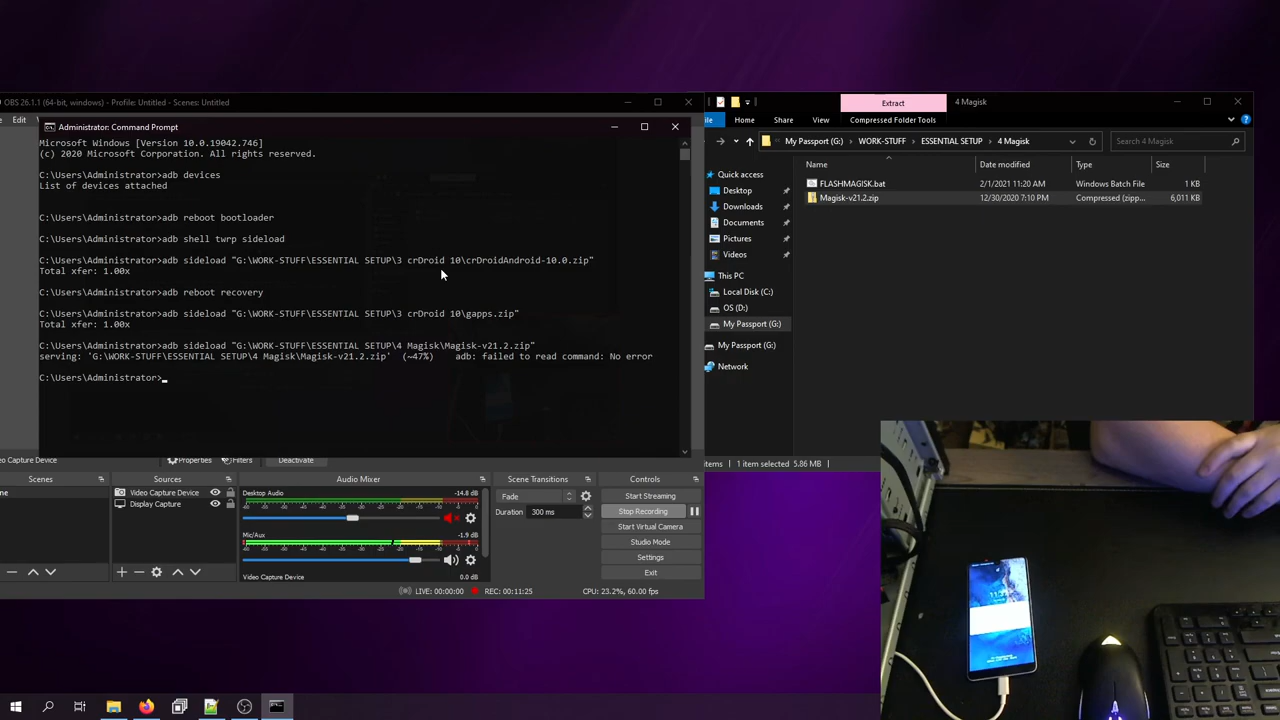 OBS 26.1.1 (64-bit, windows) - Profile: Untitled - Scenes: Untitled
Edit
Administrator: Command Prompt
Microsoft Windows [Version 10.0.19042.746]
(c) 2020 Microsoft Corporation. All rights reserved.
C:\Users\Administrator>adb devices
List of devices attached
C:\Users\Administrator>adb reboot bootloader
C:\Users\Administrator>adb shell twrp sideload
C:\Users\Administrator>adb sideload "G:\WORK-STUFF\ESSENTIAL SETUP\3 crDroid 10\crDroidAndroid-10.0.zip"
Total xfer: 1.00x
C:\Users\Administrator>adb reboot recovery
C:\Users\Administrator>adb sideload "G:\WORK-STUFF\ESSENTIAL SETUP\3 crDroid 10\gapps.zip"
Total xfer: 1.00x
C:\Users\Administrator>adb sideload "G:\WORK-STUFF\ESSENTIAL SETUP\4 Magisk\Magisk-v21.2.zip"
serving: 'G:\WORK-STUFF\ESSENTIAL SETUP\4 Magisk\Magisk-v21.2.zip' (~47%) adb: failed to read command: No error
C:\Users\Administrator>
Extract
4 Magisk
ile
Home
Share
View
Compressed Folder Tools
My Passport (G:)
WORK-STUFF
ESSENTIAL SETUP
4 Magisk
Search 4 Magisk
Name
Date modified
Type
Size
FLASHMAGISK.bat 2/1/2021 11:20 AM Windows Batch File 1 KB
Magisk-v21.2.zip 12/30/2020 7:10 PM Compressed (zipp... 6,011 KB
Quick access
Desktop
Downloads
Documents
Pictures
Videos
This PC
Local Disk (C:)
OS (D:)
My Passport (G:)
My Passport (G:)
Network
items
1 item selected 5.86 MB
eo Capture Device
Properties
Filters
Deactivate
Scenes
Sources
Audio Mixer
Scene Transitions
Controls
ne
Video Capture Device
Display Capture
Desktop Audio
-14.8 dB
Mic/Aux
-1.9 dB
Video Capture Device
0.0 dB
Fade
Duration
300 ms
Start Streaming
Stop Recording
Start Virtual Camera
Studio Mode
Settings
Exit
LIVE: 00:00:00
REC: 00:11:25
CPU: 23.2%, 60.00 fps